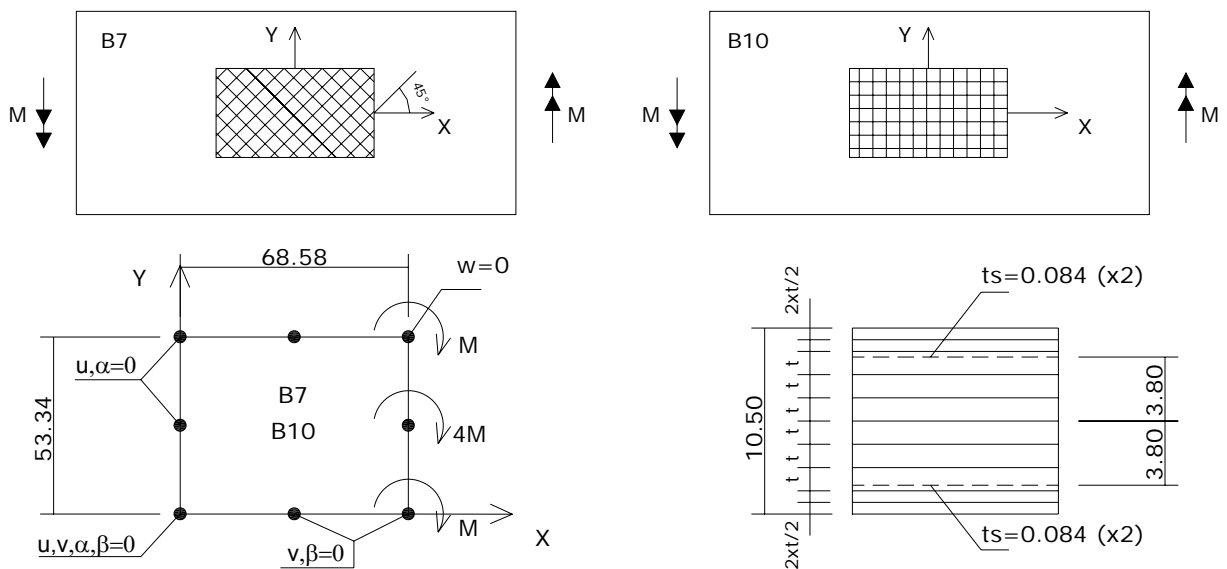 B7
Y
X
45°
M
M
B10
Y
X
M
M
68.58
Y
w=0
M
u,α=0
B7
B10
53.34
4M
M
X
u,v,α,β=0
v,β=0
2xt/2
ts=0.084 (x2)
10.50
t
t
t
t
t
t
3.80
3.80
2xt/2
ts=0.084 (x2)